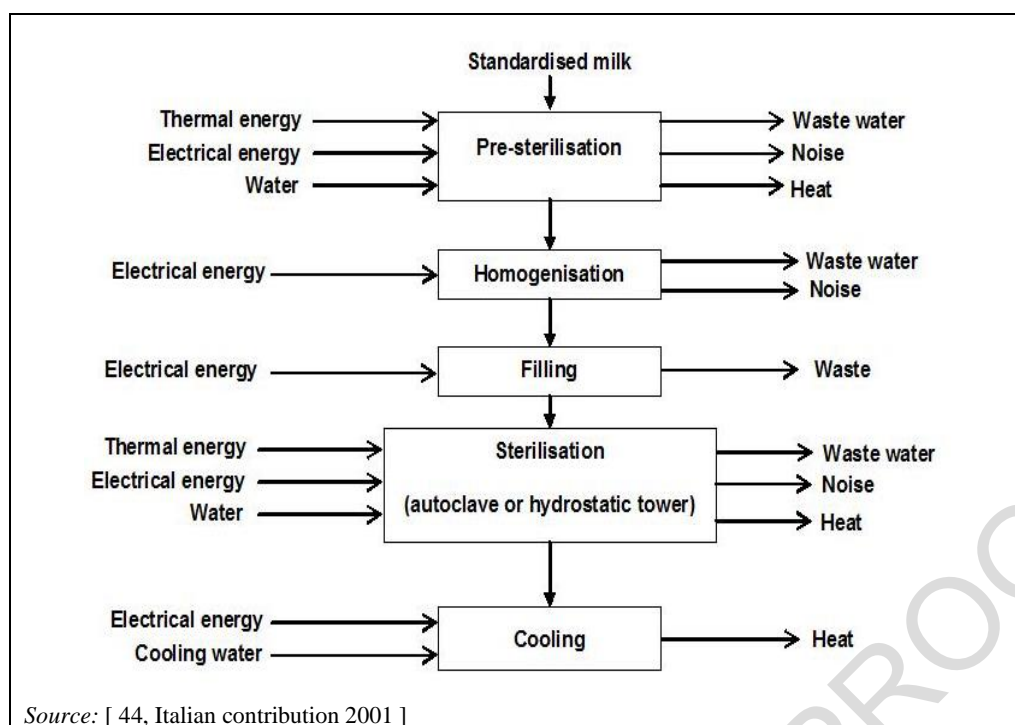 Standardised milk
Thermal energy
Electrical energy
Water
Pre-sterilisation
Waste water
Noise
Heat
Electrical energy
Homogenisation
Waste water
Noise
Electrical energy
Filling
Waste
Thermal energy
Electrical energy
Water
Sterilisation
(autoclave or hydrostatic tower)
Waste water
Noise
Heat
Electrical energy
Cooling water
Cooling
Heat
Source: [ 44, Italian contribution 2001 ]
PROG